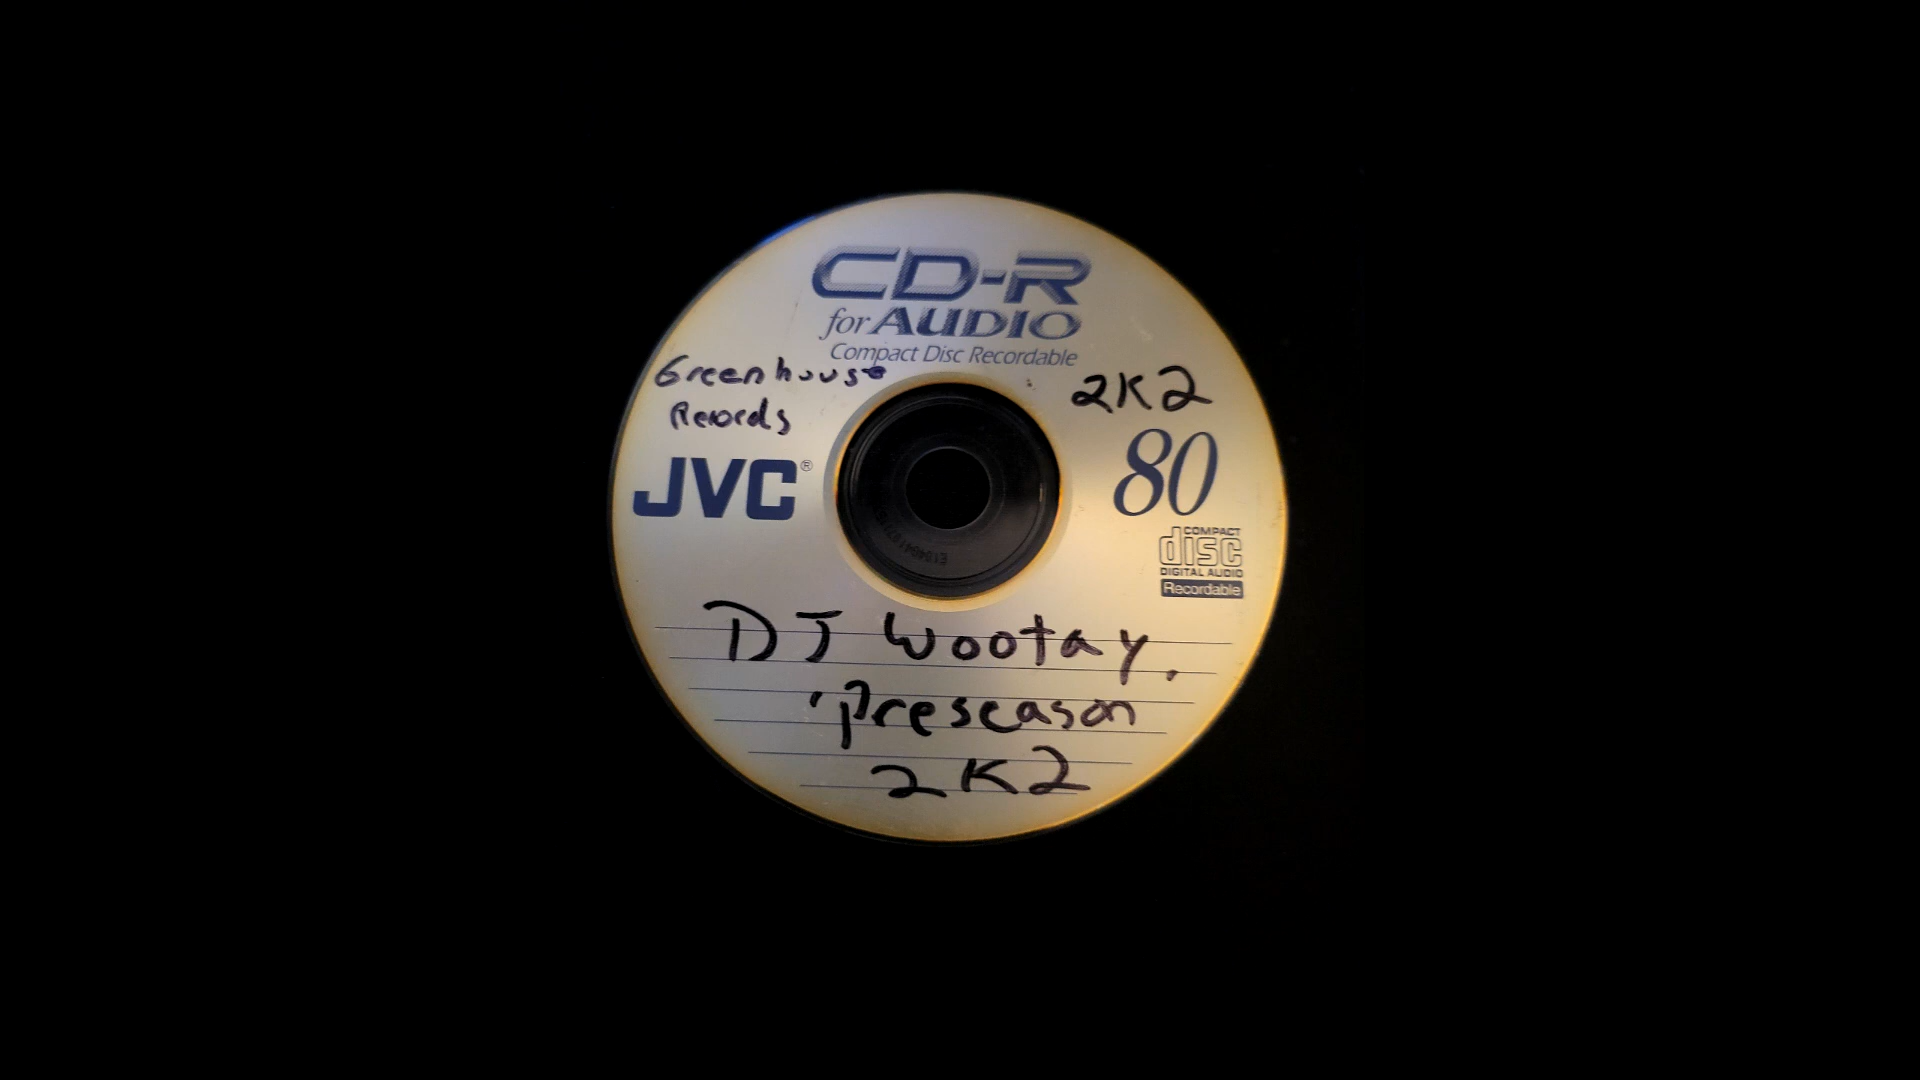 CD-R
for AUDIO
Compact Disc Recordable
Greenhouse
Records
2K2
JVC®
80
COMPACT
disc
DIGITAL AUDIO
Recordable
DJ Wootay.
'Preseason
2K2